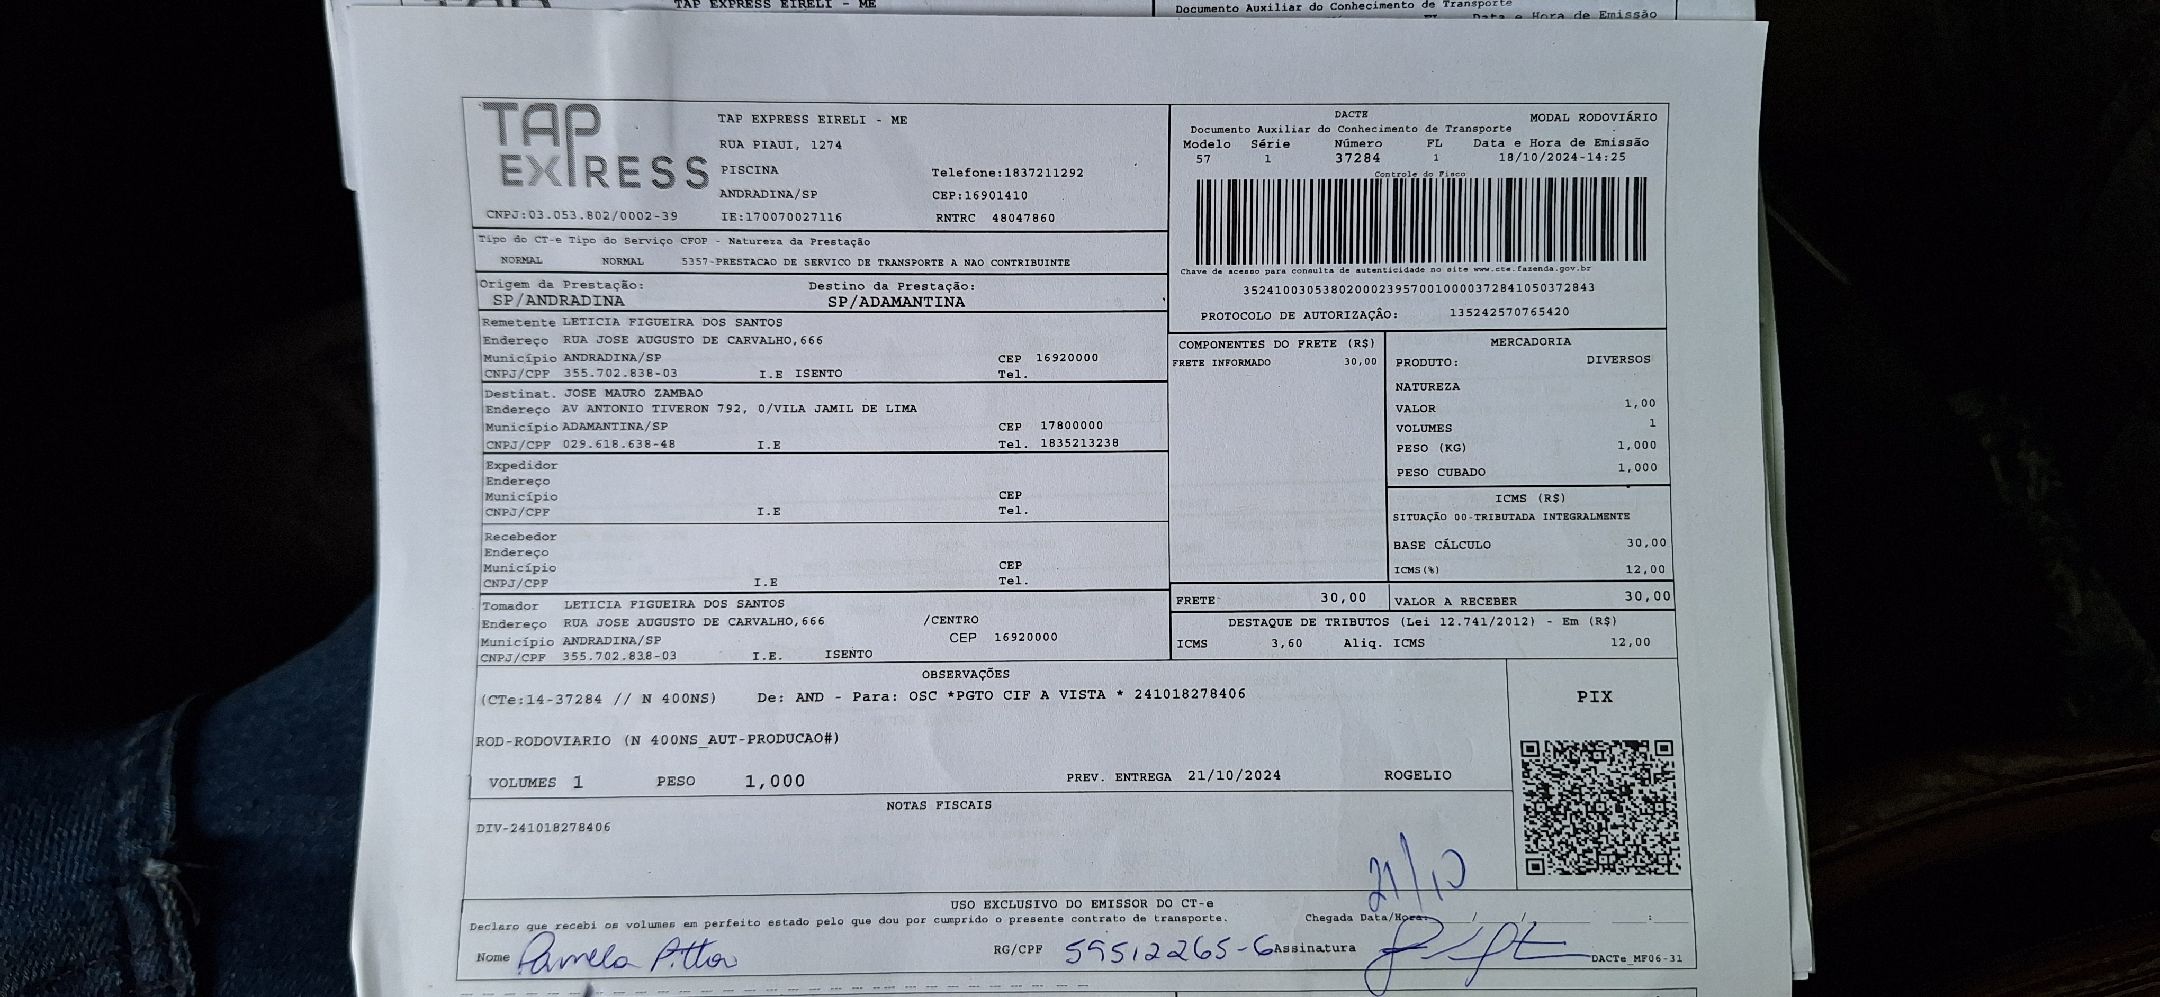 TAP EXPRESS EIRELI - ME
Documento Auxiliar do Conhecimento de Transporte
FL Data e Hora de Emissão
TAP EXPRESS
TAP EXPRESS EIRELI - ME
RUA PIAUI, 1274
PISCINA Telefone:1837211292
ANDRADINA/SP CEP:16901410
CNPJ:03.053.802/0002-39 IE:170070027116 RNTRC 48047860
DACTE MODAL RODOVIÁRIO
Documento Auxiliar do Conhecimento de Transporte
Modelo Série Número FL Data e Hora de Emissão
57 1 37284 1 18/10/2024-14:25
Controle do Fisco
Chave de acesso para consulta de autenticidade no site www.cte.fazenda.gov.br
35241003053802000239570010000372841050372843
PROTOCOLO DE AUTORIZAÇÂO: 135242570765420
Tipo do CT-e Tipo do Serviço CFOP - Natureza da Prestação
NORMAL NORMAL 5357-PRESTACAO DE SERVICO DE TRANSPORTE A NAO CONTRIBUINTE
Origem da Prestação: Destino da Prestação:
SP/ANDRADINA SP/ADAMANTINA
Remetente LETICIA FIGUEIRA DOS SANTOS
Endereço RUA JOSE AUGUSTO DE CARVALHO,666
Município ANDRADINA/SP CEP 16920000
CNPJ/CPF 355.702.838-03 I.E ISENTO Tel.
Destinat. JOSE MAURO ZAMBAO
Endereço AV ANTONIO TIVERON 792, 0/VILA JAMIL DE LIMA
Município ADAMANTINA/SP CEP 17800000
CNPJ/CPF 029.618.638-48 I.E Tel. 1835213238
Expedidor
Endereço
Município CEP
CNPJ/CPF I.E Tel.
Recebedor
Endereço
Município CEP
CNPJ/CPF I.E Tel.
Tomador LETICIA FIGUEIRA DOS SANTOS
Endereço RUA JOSE AUGUSTO DE CARVALHO,666 /CENTRO
Município ANDRADINA/SP CEP 16920000
CNPJ/CPF 355.702.838-03 I.E. ISENTO
COMPONENTES DO FRETE (R$)
FRETE INFORMADO 30,00
MERCADORIA
PRODUTO: DIVERSOS
NATUREZA
VALOR 1,00
VOLUMES 1
PESO (KG) 1,000
PESO CUBADO 1,000
ICMS (R$)
SITUAÇÃO 00-TRIBUTADA INTEGRALMENTE
BASE CÁLCULO 30,00
ICMS(%) 12,00
FRETE 30,00 VALOR A RECEBER 30,00
DESTAQUE DE TRIBUTOS (Lei 12.741/2012) - Em (R$)
ICMS 3,60 Aliq. ICMS 12,00
OBSERVAÇÕES
(CTe:14-37284 // N 400NS) De: AND - Para: OSC *PGTO CIF A VISTA * 241018278406
ROD-RODOVIARIO (N 400NS_AUT-PRODUCAO#)
VOLUMES 1 PESO 1,000 PREV. ENTREGA 21/10/2024 ROGELIO
PIX
NOTAS FISCAIS
DIV-241018278406
21/10
USO EXCLUSIVO DO EMISSOR DO CT-e
Declaro que recebi os volumes em perfeito estado pelo que dou por cumprido o presente contrato de transporte. Chegada Data/Hora: / / :
Nome Pamela RG/CPF 59512265-6 Assinatura DACTe_MF06-31